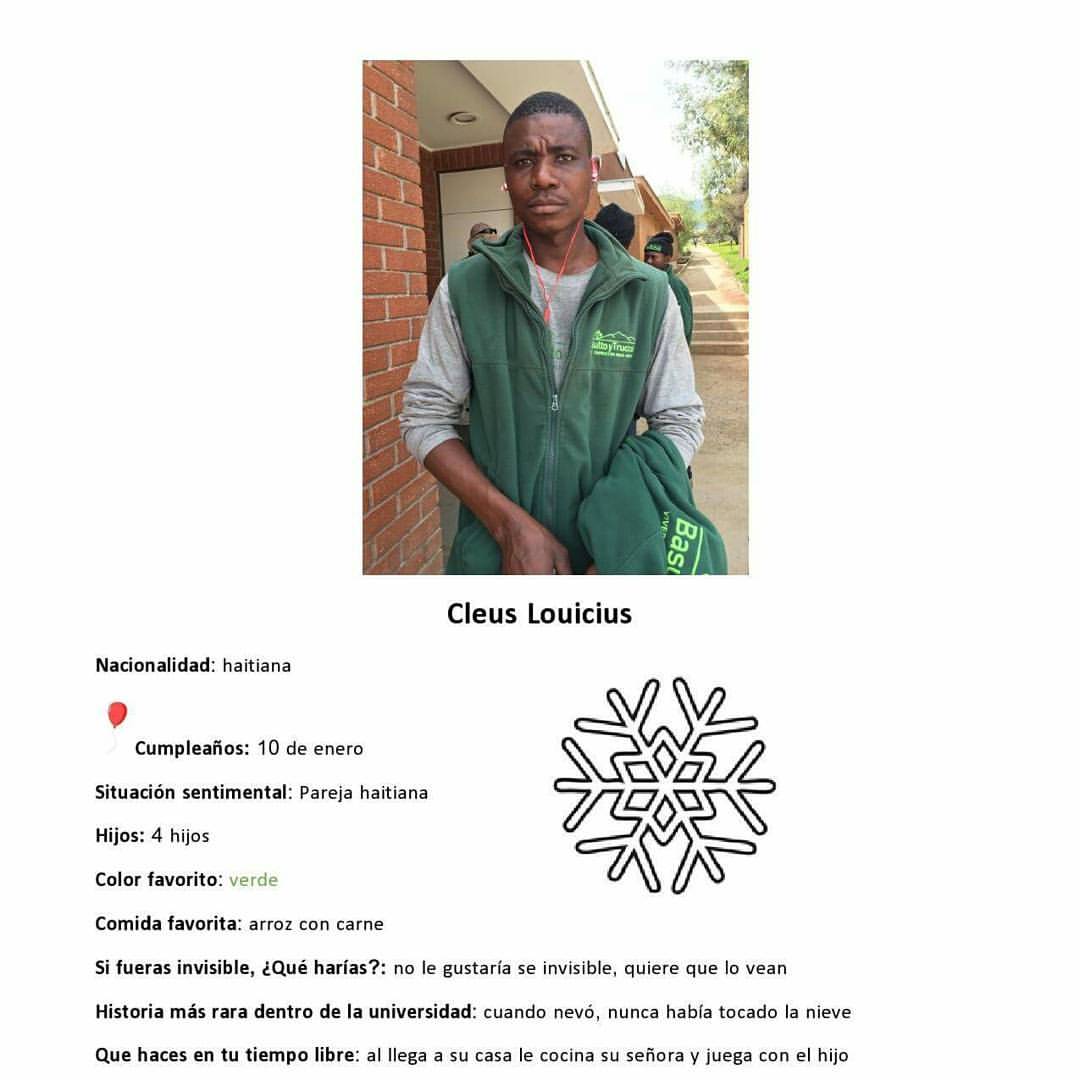 utto yTrucco
Baso
Cleus Louicius
Nacionalidad: haitiana
Cumpleaños: 10 de enero
Situación sentimental: Pareja haitiana
Hijos: 4 hijos
Color favorito: verde
Comida favorita: arroz con carne
Si fueras invisible, ¿Qué harías?: no le gustaría se invisible, quiere que lo vean
Historia más rara dentro de la universidad: cuando nevó, nunca había tocado la nieve
Que haces en tu tiempo libre: al llega a su casa le cocina su señora y juega con el hijo